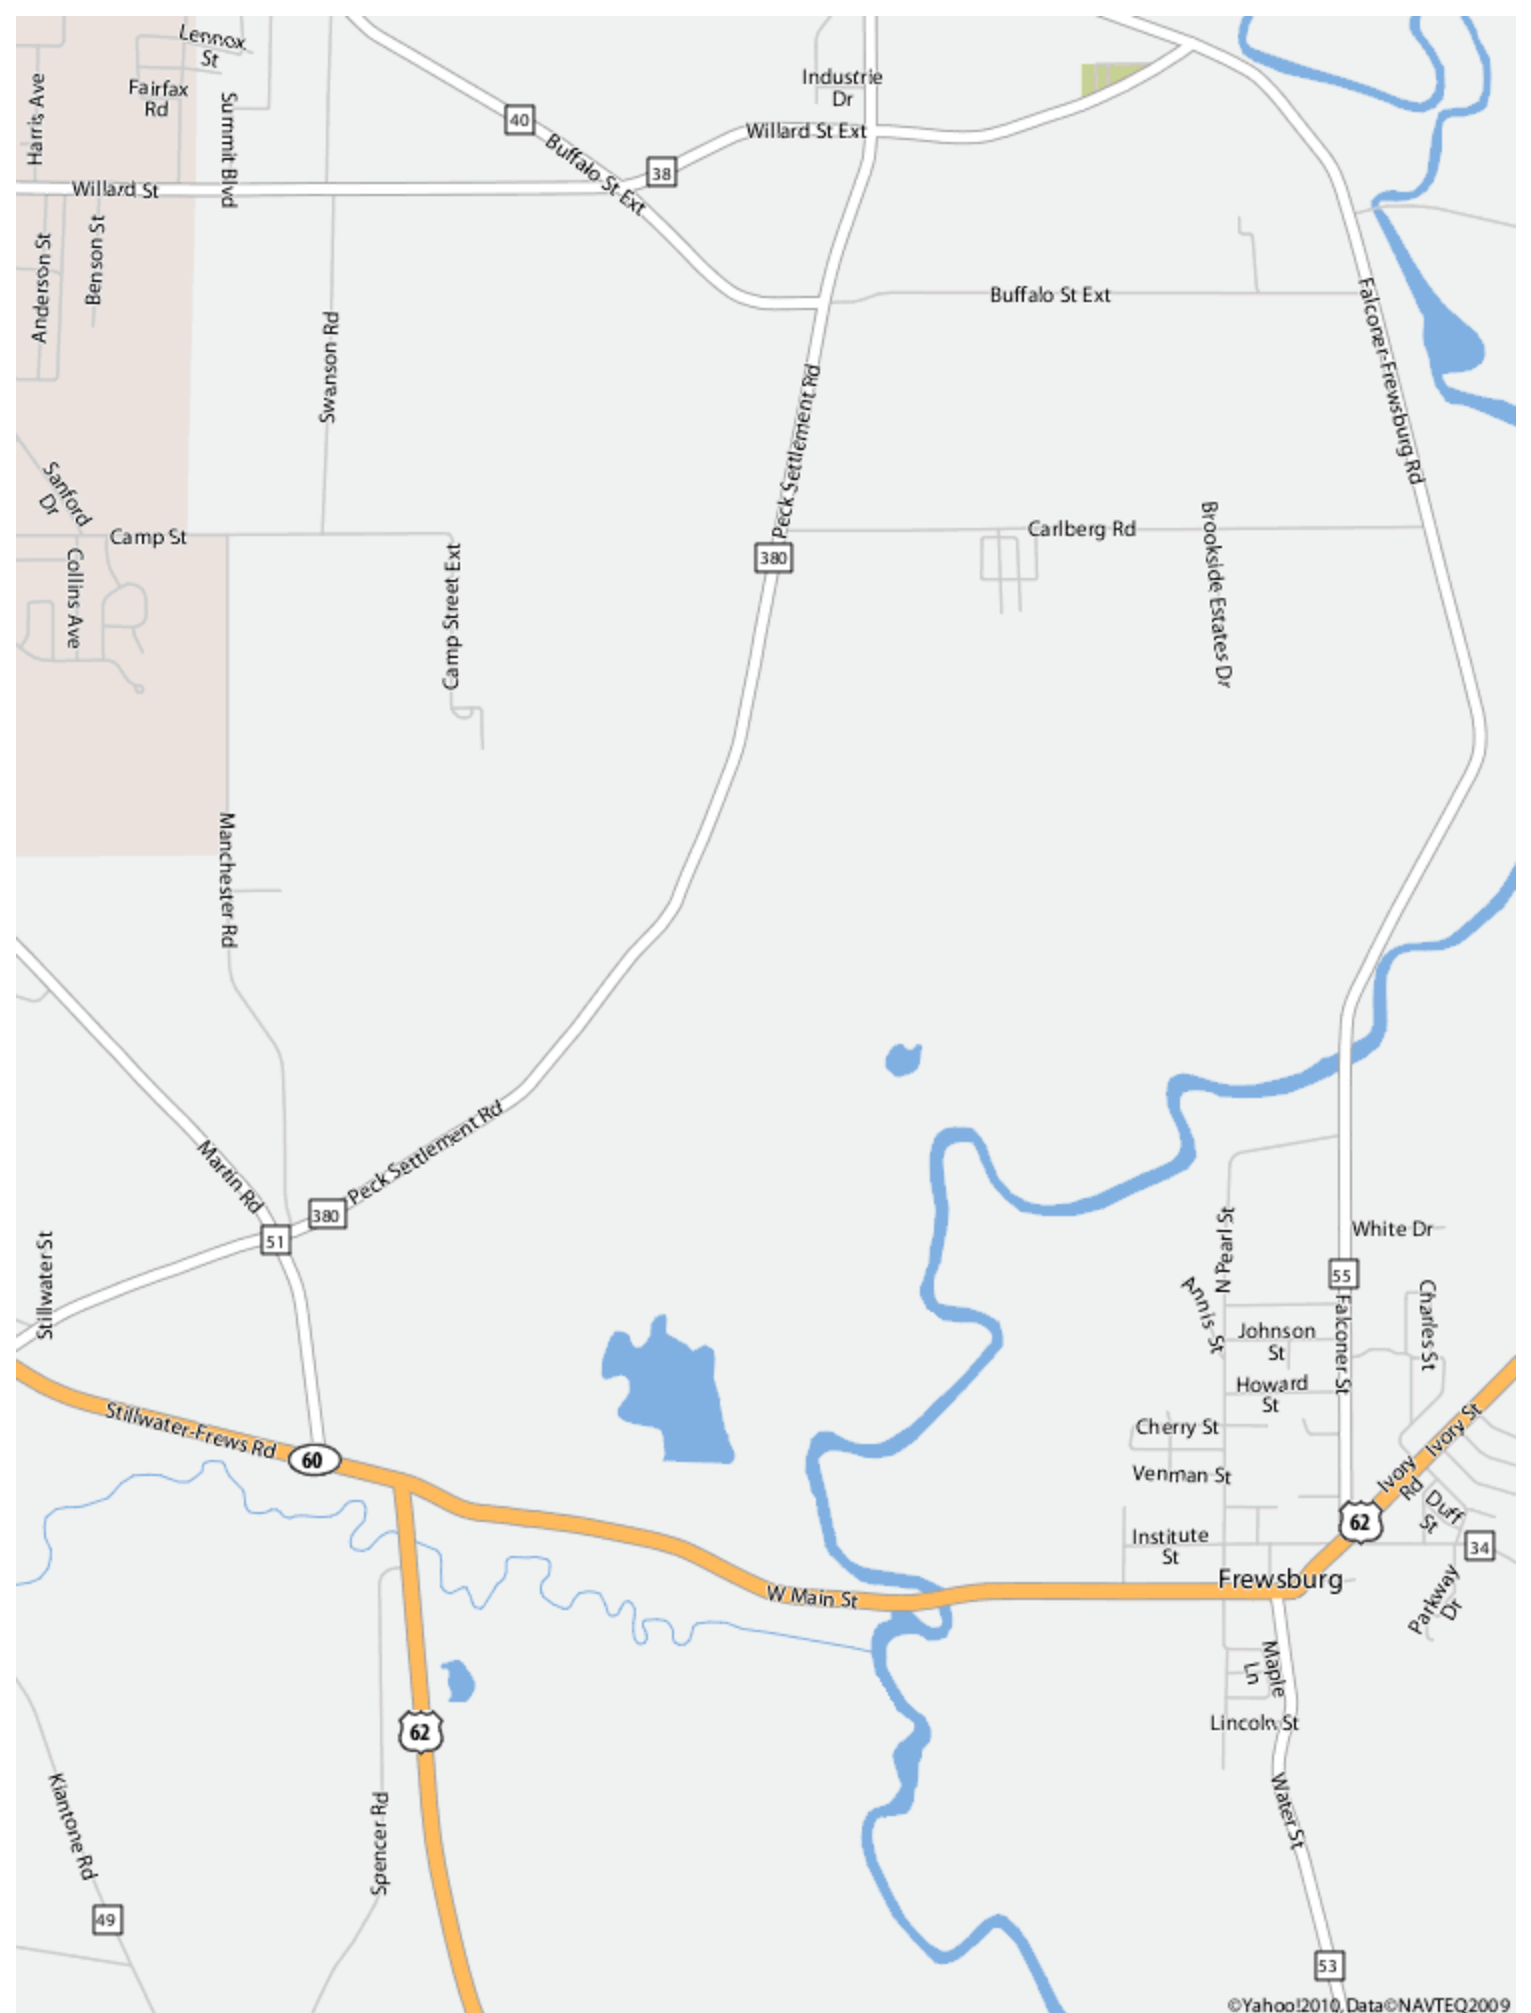 Lennox
St
Harris Ave
Fairfax
Rd
Summit Blvd
Industrie
Dr
40
Willard St Ext
Buffalo St Ext
38
Willard St
Anderson St
Benson St
Buffalo St Ext
Falconer-Frewsburg Rd
Swanson Rd
Peck Settlement Rd
Sanford
Dr
Camp St
Carlberg Rd
Brookside Estates Dr
Collins Ave
Camp Street Ext
380
Manchester Rd
Martin Rd
Peck Settlement Rd
380
51
Stillwater St
N Pearl St
White Dr
55
Annis St
Falconer St
Charles St
Johnson
St
Howard
St
Stillwater-Frews Rd
60
Cherry St
Ivory St
Venman St
Ivory
Rd
Duff
St
62
Institute
St
34
Frewsburg
W Main St
Parkway
Dr
Maple
Ln
Lincoln St
62
Kiantone Rd
Spencer Rd
Water St
49
53
©Yahoo!2010, Data©NAVTEQ2009